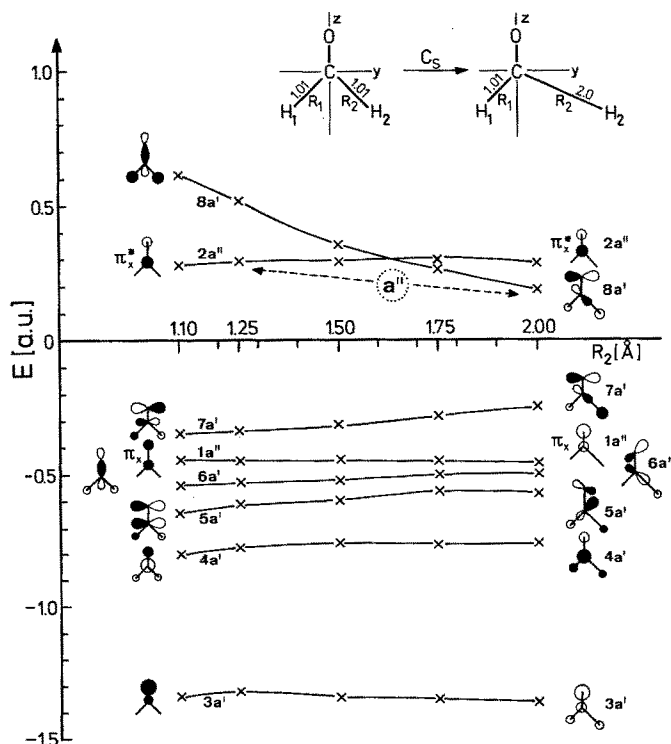 z z
O O
C Cₛ C
y y
1.01 1.01 1.01 2.0
R₁ R₂ R₁ R₂
H₁ H₂ H₁ H₂
1.0
8a'
0.5
πₓ* 2a" πₓ* 2a"
a" 8a'
0
1.10 1.25 1.50 1.75 2.00
R₂[Å]
E [a.u.]
7a' 7a'
πₓ 1a" πₓ 1a"
-0.5 6a' 6a'
5a' 5a'
4a' 4a'
-1.0
3a' 3a'
-1.5